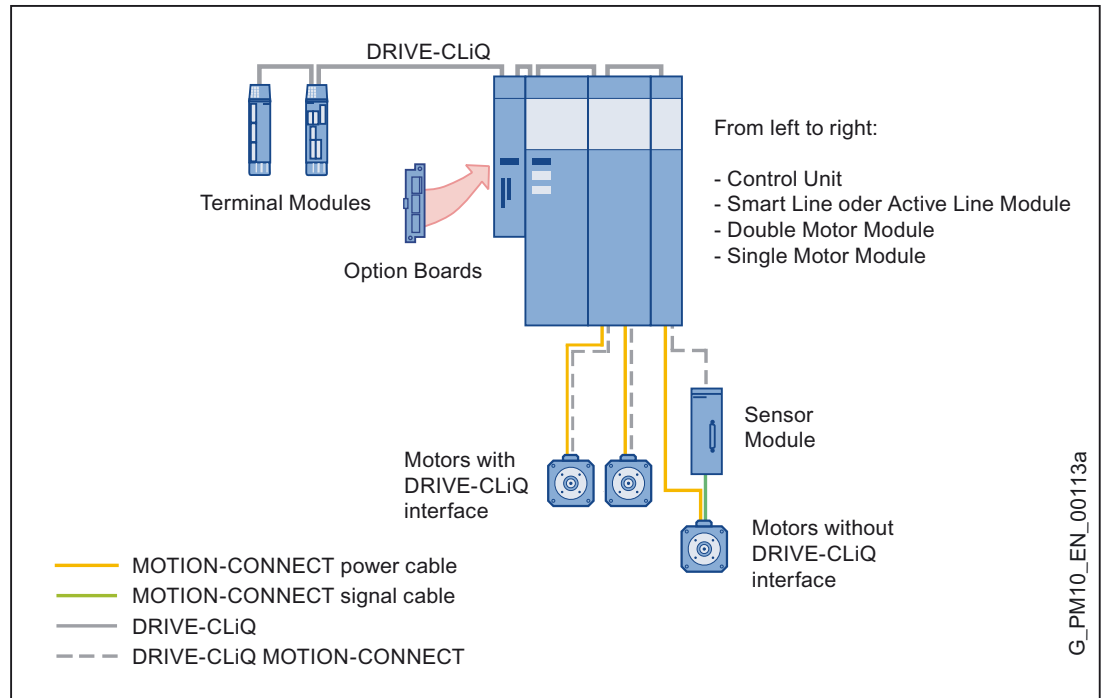 DRIVE-CLiQ
Terminal Modules
Option Boards
From left to right:
- Control Unit
- Smart Line oder Active Line Module
- Double Motor Module
- Single Motor Module
Sensor
Module
Motors with
DRIVE-CLiQ
interface
Motors without
DRIVE-CLiQ
interface
MOTION-CONNECT power cable
MOTION-CONNECT signal cable
DRIVE-CLiQ
DRIVE-CLiQ MOTION-CONNECT
G_PM10_EN_00113a